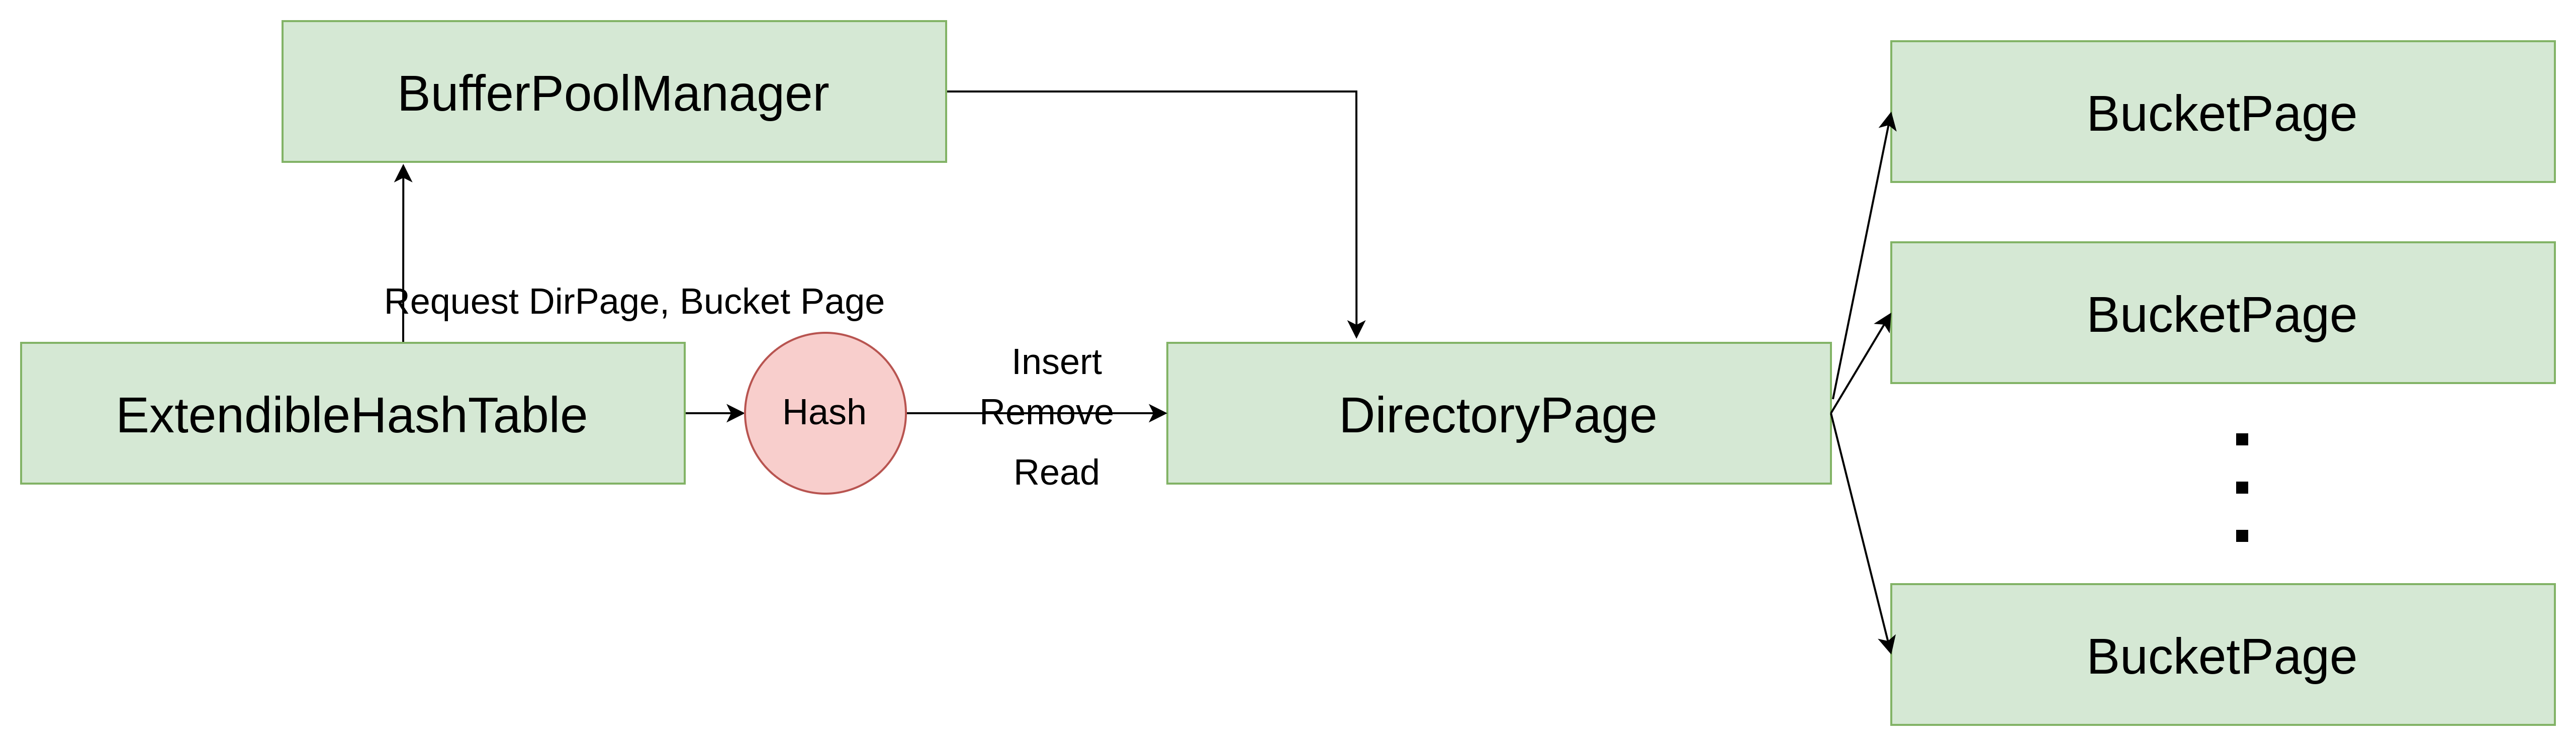 BufferPoolManager
BucketPage
Request DirPage, Bucket Page
BucketPage
Insert
ExtendibleHashTable
Hash
Remove
DirectoryPage
Read
BucketPage